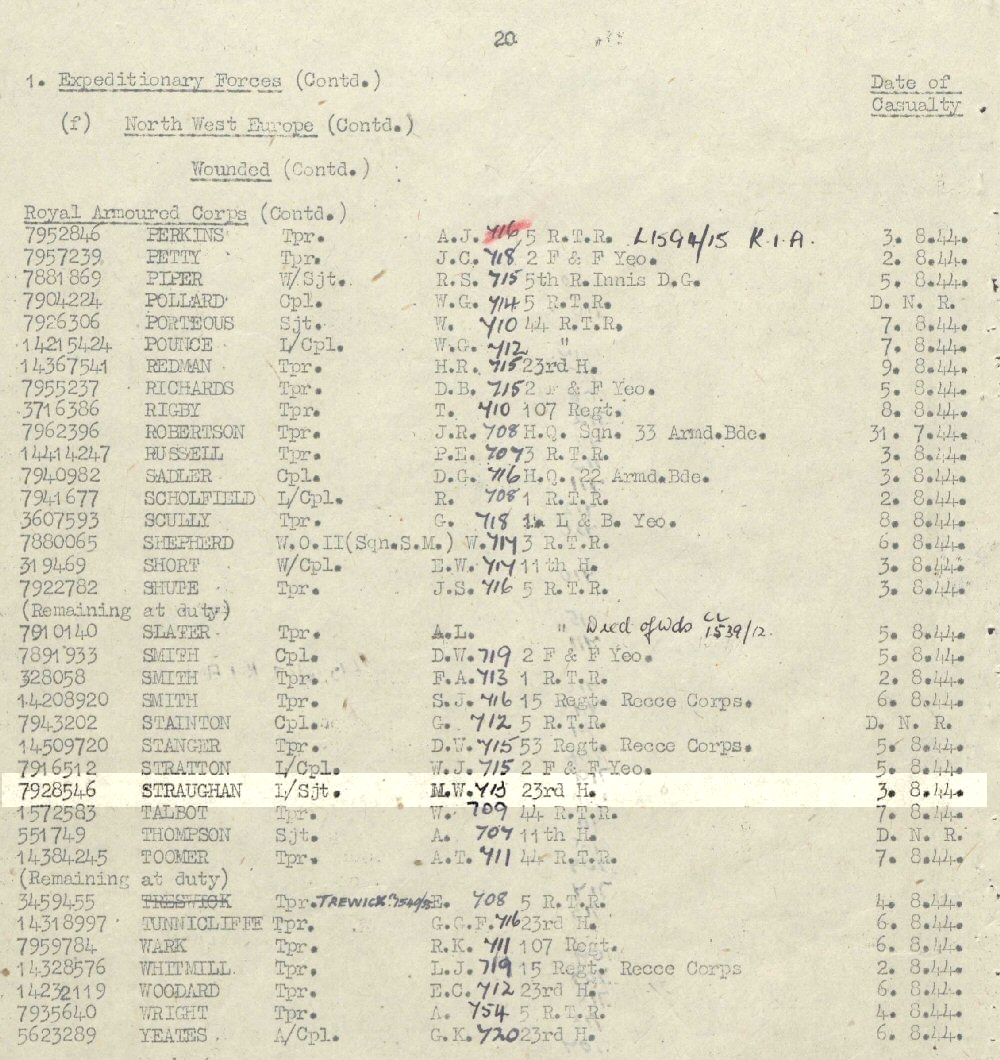 20
1. Expeditionary Forces (Contd.)
Date of Casualty.
(f) North West Europe (Contd.)
Wounded (Contd.)
Royal Armoured Corps (Contd.)
7952846 PERKINS Tpr. A.J. 716 5 R.T.R. L1594/15 K.I.A. 3. 8.44.
7957239 PETTY Tpr. J.C. 718 2 F & F Yeo. 2. 8.44.
7881869 PIPER W/Sjt. R.S. 715 5th R.Innis D.G. 5. 8.44.
7904224 POLLARD Cpl. W.G. 714 5 R.T.R. D. N. R.
7926306 PORTEOUS Sjt. W. 710 44 R.T.R. 7. 8.44.
14215424 POUNCE L/Cpl. W.G. 712 " 7. 8.44.
14367541 REDMAN Tpr. H.R. 715 23rd H. 9. 8.44.
7955237 RICHARDS Tpr. D.B. 715 2 F & F Yeo. 5. 8.44.
3716386 RIGBY Tpr. T. 710 107 Regt. 8. 8.44.
7962396 ROBERTSON Tpr. J.R. 708 H.Q. Sqn. 33 Armd.Bde. 31. 7.44.
14414247 RUSSELL Tpr. P.E. 707 3 R.T.R. 3. 8.44.
7940982 SADLER Cpl. D.G. 716 H.Q. 22 Armd.Bde. 3. 8.44.
7941677 SCHOLFIELD L/Cpl. R. 708 1 R.T.R. 2. 8.44.
3607593 SCULLY Tpr. G. 718 1. L & B. Yeo. 8. 8.44.
7880065 SHEPHERD W.O.II(Sqn.S.M.) W. 714 3 R.T.R. 6. 8.44.
319469 SHORT W/Cpl. E.W. 717 11th H. 3. 8.44.
7922782 SHUTE Tpr. J.S. 716 5 R.T.R. 3. 8.44.
(Remaining at duty)
7910140 SLATER Tpr. A.L. " Died of Wds CL 1539/12. 5. 8.44.
7891933 SMITH Cpl. D.W. 719 2 F & F Yeo. 5. 8.44.
328058 SMITH Tpr. F.A. 713 1 R.T.R. 2. 8.44.
14208920 SMITH Tpr. S.J. 716 15 Regt. Recce Corps. 6. 8.44.
7943202 STAINTON Cpl. G. 712 5 R.T.R. D. N. R.
14509720 STANGER Tpr. D.W. 715 53 Regt. Recce Corps. 5. 8.44.
7916512 STRATTON L/Cpl. W.J. 715 2 F & F Yeo. 5. 8.44.
7928546 STRAUGHAN L/Sjt. M.W. 713 23rd H. 3. 8.44.
1572583 TALBOT Tpr. W. 709 44 R.T.R. 7. 8.44.
551749 THOMPSON Sjt. A. 707 11th H. D. N. R.
14384245 TOOMER Tpr. A.T. 711 44 R.T.R. 7. 8.44.
(Remaining at duty)
3459455 TRESWICK Tpr. TREWICK E. 708 5 R.T.R. 4. 8.44.
14318997 TUNNICLIFFE Tpr. G.G.F. 716 23rd H. 6. 8.44.
7959784 WARK Tpr. R.K. 711 107 Regt. 6. 8.44.
14328576 WHITMILL Tpr. L.J. 719 15 Regt. Recce Corps 2. 8.44.
14232119 WOODARD Tpr. E.C. 712 23rd H. 6. 8.44.
7935640 WRIGHT Tpr. A. 754 5 R.T.R. 4. 8.44.
5623289 YEATES A/Cpl. G.K. 720 23rd H. 6. 8.44.